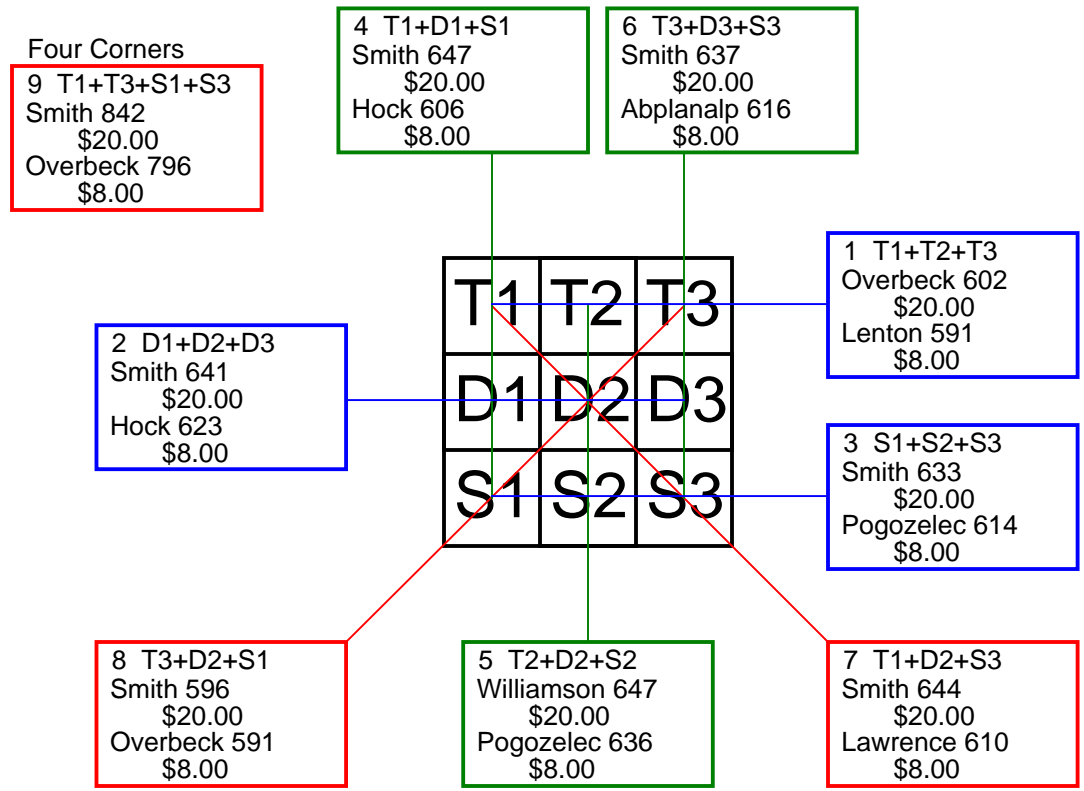 Four Corners
9 T1+T3+S1+S3
Smith 842
$20.00
Overbeck 796
$8.00
4 T1+D1+S1
Smith 647
$20.00
Hock 606
$8.00
6 T3+D3+S3
Smith 637
$20.00
Abplanalp 616
$8.00
1 T1+T2+T3
Overbeck 602
$20.00
Lenton 591
$8.00
T1 T2 T3
2 D1+D2+D3
Smith 641
$20.00
Hock 623
$8.00
D1 D2 D3
3 S1+S2+S3
Smith 633
$20.00
Pogozelec 614
$8.00
S1 S2 S3
8 T3+D2+S1
Smith 596
$20.00
Overbeck 591
$8.00
5 T2+D2+S2
Williamson 647
$20.00
Pogozelec 636
$8.00
7 T1+D2+S3
Smith 644
$20.00
Lawrence 610
$8.00